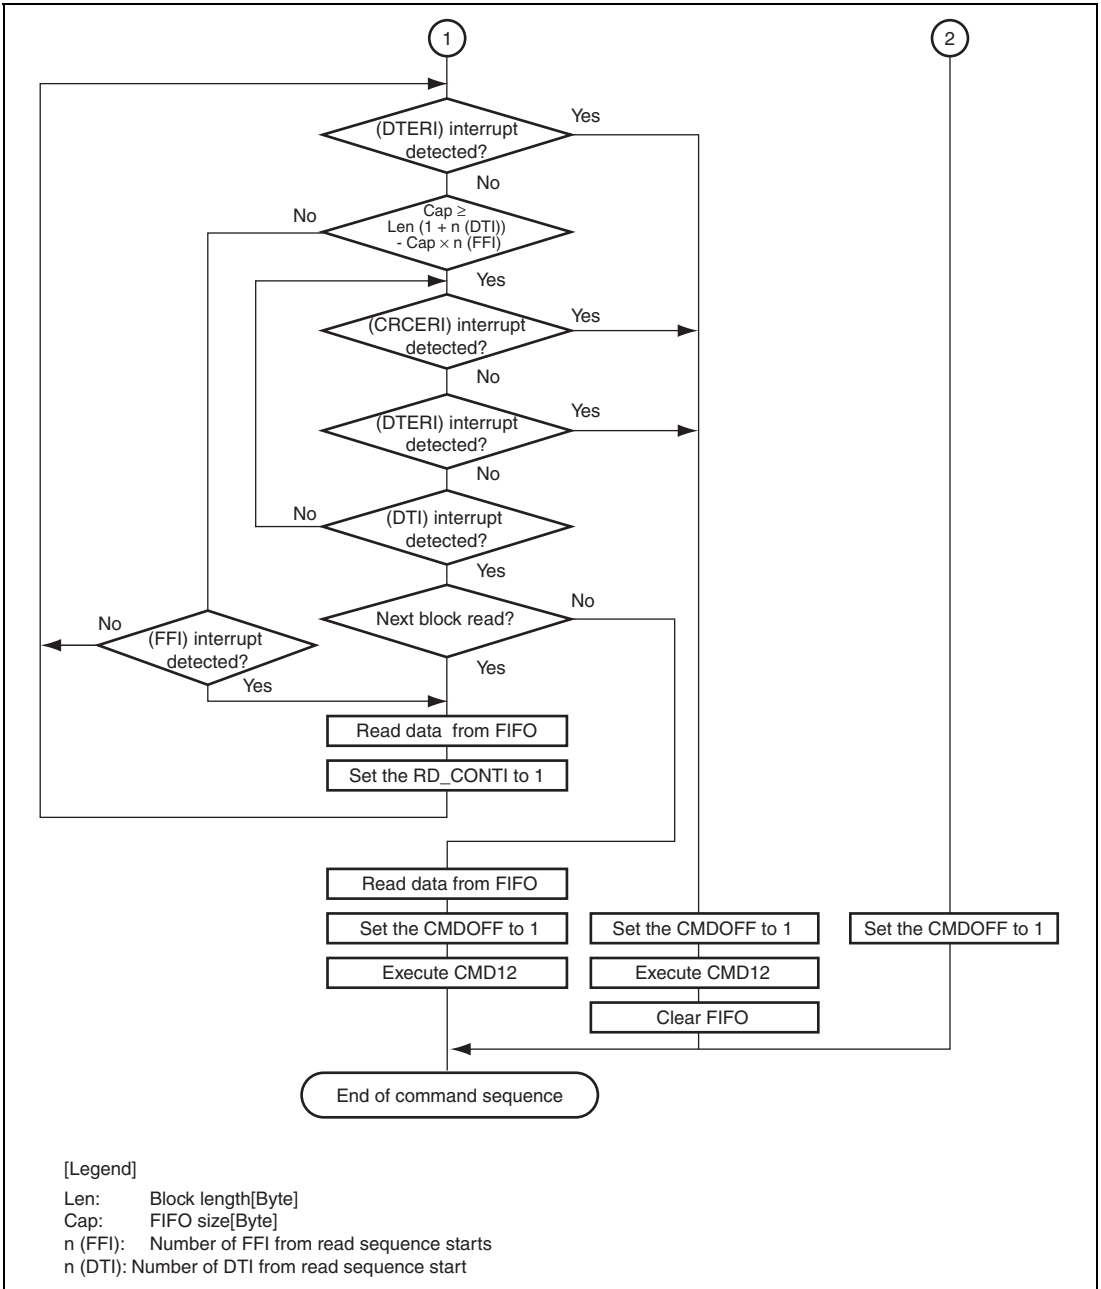 1
2
(DTERI) interrupt
detected?
Yes
No
Cap ≥
Len (1 + n (DTI))
- Cap × n (FFI)
No
Yes
(CRCERI) interrupt
detected?
Yes
No
(DTERI) interrupt
detected?
Yes
No
(DTI) interrupt
detected?
No
Yes
Next block read?
No
Yes
(FFI) interrupt
detected?
No
Yes
Read data from FIFO
Set the RD_CONTI to 1
Read data from FIFO
Set the CMDOFF to 1
Execute CMD12
Set the CMDOFF to 1
Execute CMD12
Clear FIFO
Set the CMDOFF to 1
End of command sequence
[Legend]
Len: Block length[Byte]
Cap: FIFO size[Byte]
n (FFI): Number of FFI from read sequence starts
n (DTI): Number of DTI from read sequence start